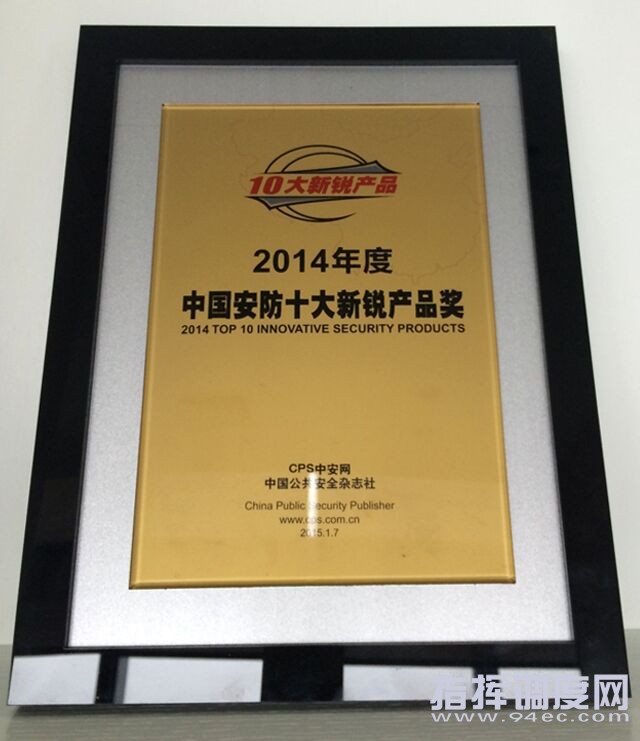 10大新锐产品
2014年度
中国安防十大新锐产品奖
2014 TOP 10 INNOVATIVE SECURITY PRODUCTS
CPS中安网
中国公共安全杂志社
China Public Security Publisher
www.cps.com.cn
2015.1.7
指挥调度网
www.94ec.com